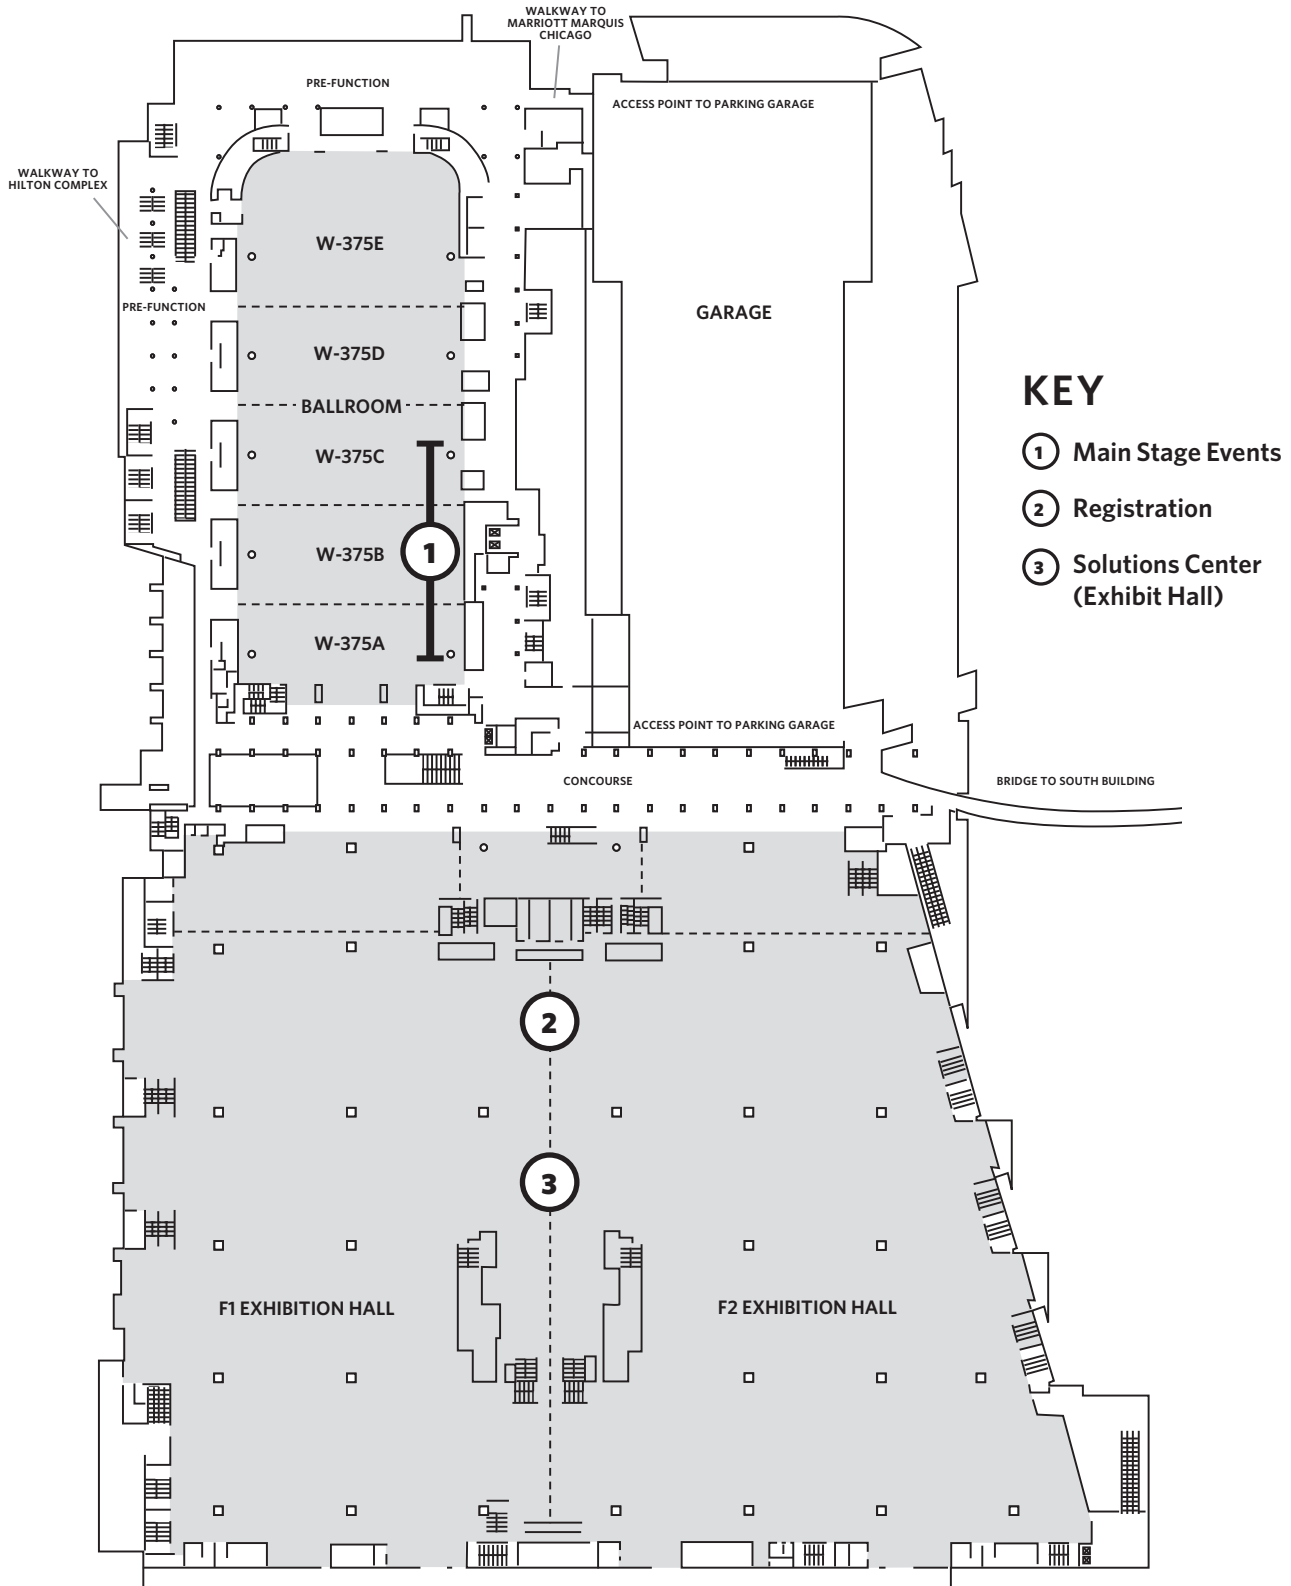 WALKWAY TO
MARRIOTT MARQUIS
CHICAGO
PRE-FUNCTION
ACCESS POINT TO PARKING GARAGE
WALKWAY TO
HILTON COMPLEX
W-375E
PRE-FUNCTION
GARAGE
W-375D
BALLROOM
W-375C
W-375B
1
W-375A
KEY
1 Main Stage Events
2 Registration
3 Solutions Center
(Exhibit Hall)
ACCESS POINT TO PARKING GARAGE
CONCOURSE
BRIDGE TO SOUTH BUILDING
2
3
F1 EXHIBITION HALL
F2 EXHIBITION HALL